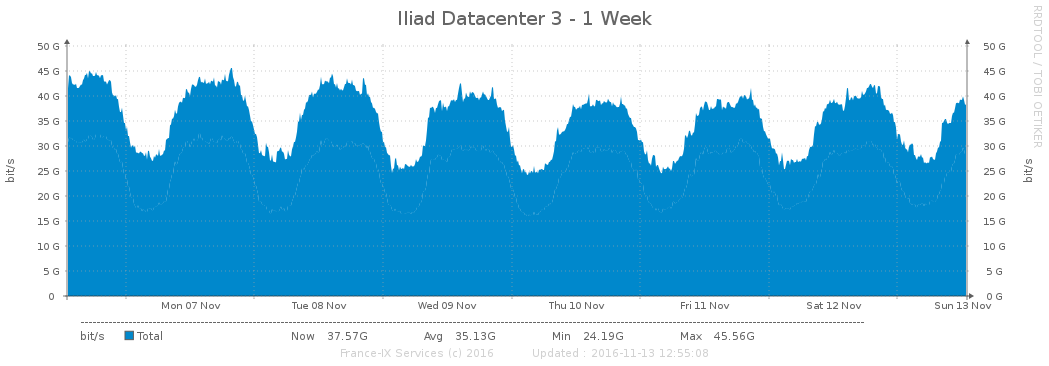 Iliad Datacenter 3 - 1 Week
RRDTOOL / TOBI OETIKER
50 G 50 G
45 G 45 G
40 G 40 G
35 G 35 G
30 G 30 G
25 G 25 G
20 G 20 G
15 G 15 G
10 G 10 G
5 G 5 G
0 0 G
bit/s bit/s
Mon 07 Nov Tue 08 Nov Wed 09 Nov Thu 10 Nov Fri 11 Nov Sat 12 Nov Sun 13 Nov
bit/s Total Now 37.57G Avg 35.13G Min 24.19G Max 45.56G
France-IX Services (c) 2016 Updated : 2016-11-13 12:55:08